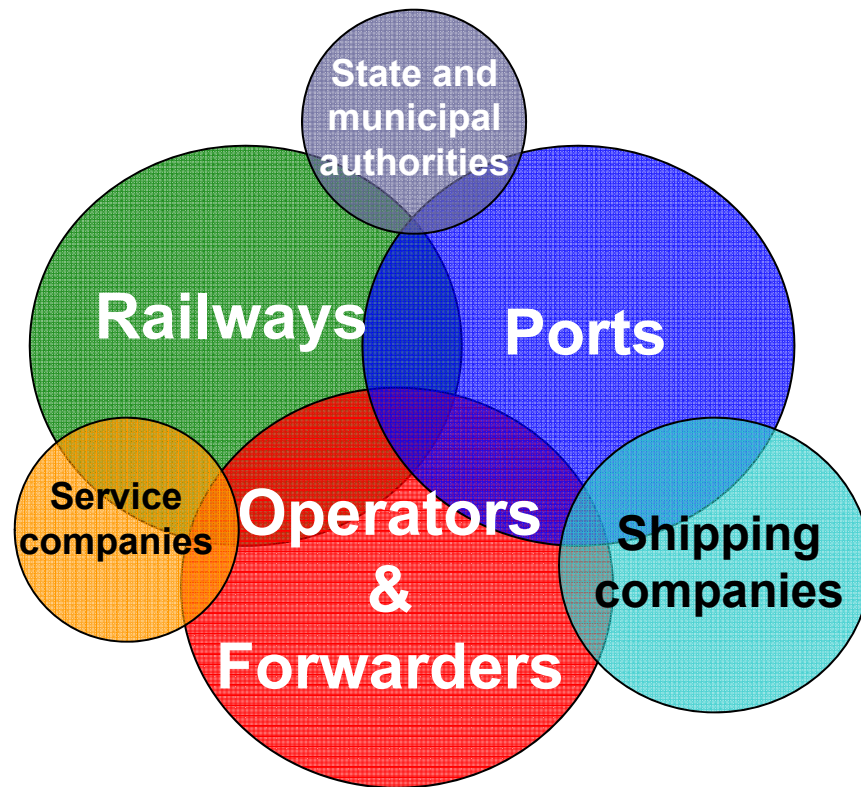 State and
municipal
authorities
Railways
Ports
Service
companies
Operators
&
Forwarders
Shipping
companies